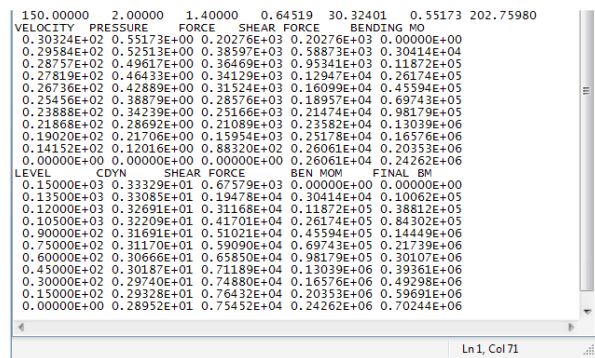 150.00000 2.00000 1.40000 0.64519 30.32401 0.55173 202.75980
VELOCITY PRESSURE FORCE SHEAR FORCE BENDING MO
0.30324E+02 0.55173E+00 0.20276E+03 0.20276E+03 0.00000E+00
0.29584E+02 0.52513E+00 0.38597E+03 0.58873E+03 0.30414E+04
0.28757E+02 0.49617E+00 0.36469E+03 0.95341E+03 0.11872E+05
0.27819E+02 0.46433E+00 0.34129E+03 0.12947E+04 0.26174E+05
0.26736E+02 0.42889E+00 0.31524E+03 0.16099E+04 0.45594E+05
0.25456E+02 0.38879E+00 0.28576E+03 0.18957E+04 0.69743E+05
0.23888E+02 0.34239E+00 0.25166E+03 0.21474E+04 0.98179E+05
0.21868E+02 0.28692E+00 0.21089E+03 0.23582E+04 0.13039E+06
0.19020E+02 0.21706E+00 0.15954E+03 0.25178E+04 0.16576E+06
0.14152E+02 0.12016E+00 0.88320E+02 0.26061E+04 0.20353E+06
0.00000E+00 0.00000E+00 0.00000E+00 0.26061E+04 0.24262E+06
LEVEL CDYN SHEAR FORCE BEN MOM FINAL BM
0.15000E+03 0.33329E+01 0.67579E+03 0.00000E+00 0.00000E+00
0.13500E+03 0.33085E+01 0.19478E+04 0.30414E+04 0.10062E+05
0.12000E+03 0.32691E+01 0.31168E+04 0.11872E+05 0.38812E+05
0.10500E+03 0.32209E+01 0.41701E+04 0.26174E+05 0.84302E+05
0.90000E+02 0.31691E+01 0.51021E+04 0.45594E+05 0.14449E+06
0.75000E+02 0.31170E+01 0.59090E+04 0.69743E+05 0.21739E+06
0.60000E+02 0.30666E+01 0.65850E+04 0.98179E+05 0.30107E+06
0.45000E+02 0.30187E+01 0.71189E+04 0.13039E+06 0.39361E+06
0.30000E+02 0.29740E+01 0.74880E+04 0.16576E+06 0.49298E+06
0.15000E+02 0.29328E+01 0.76432E+04 0.20353E+06 0.59691E+06
0.00000E+00 0.28952E+01 0.75452E+04 0.24262E+06 0.70244E+06
Ln 1, Col 71